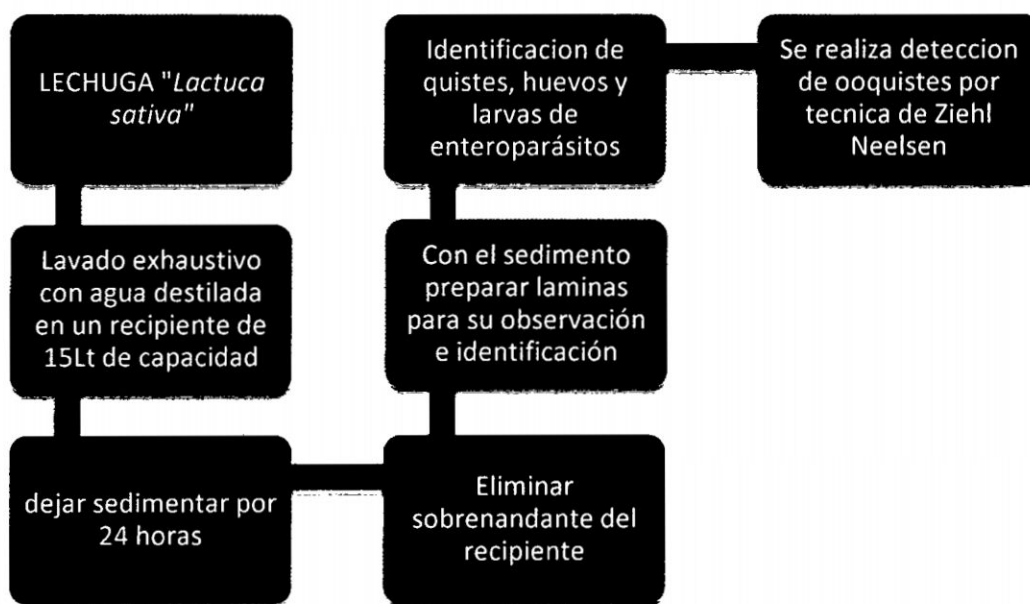 LECHUGA "Lactuca
sativa"
Lavado exhaustivo
con agua destilada
en un recipiente de
15Lt de capacidad
dejar sedimentar por
24 horas
Eliminar
sobrenandante del
recipiente
Con el sedimento
preparar laminas
para su observación
e identificación
Identificacion de
quistes, huevos y
larvas de
enteroparásitos
Se realiza deteccion
de ooquistes por
tecnica de Ziehl
Neelsen